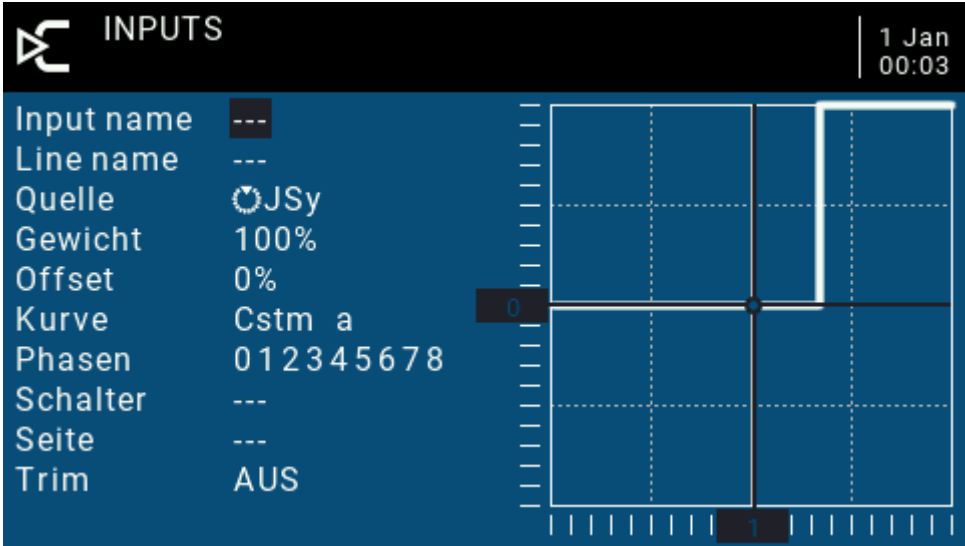 INPUTS
1 Jan
00:03
Input name ---
Line name ---
Quelle JSy
Gewicht 100%
Offset 0%
Kurve Cstm a
Phasen 012345678
Schalter ---
Seite ---
Trim AUS
0
1